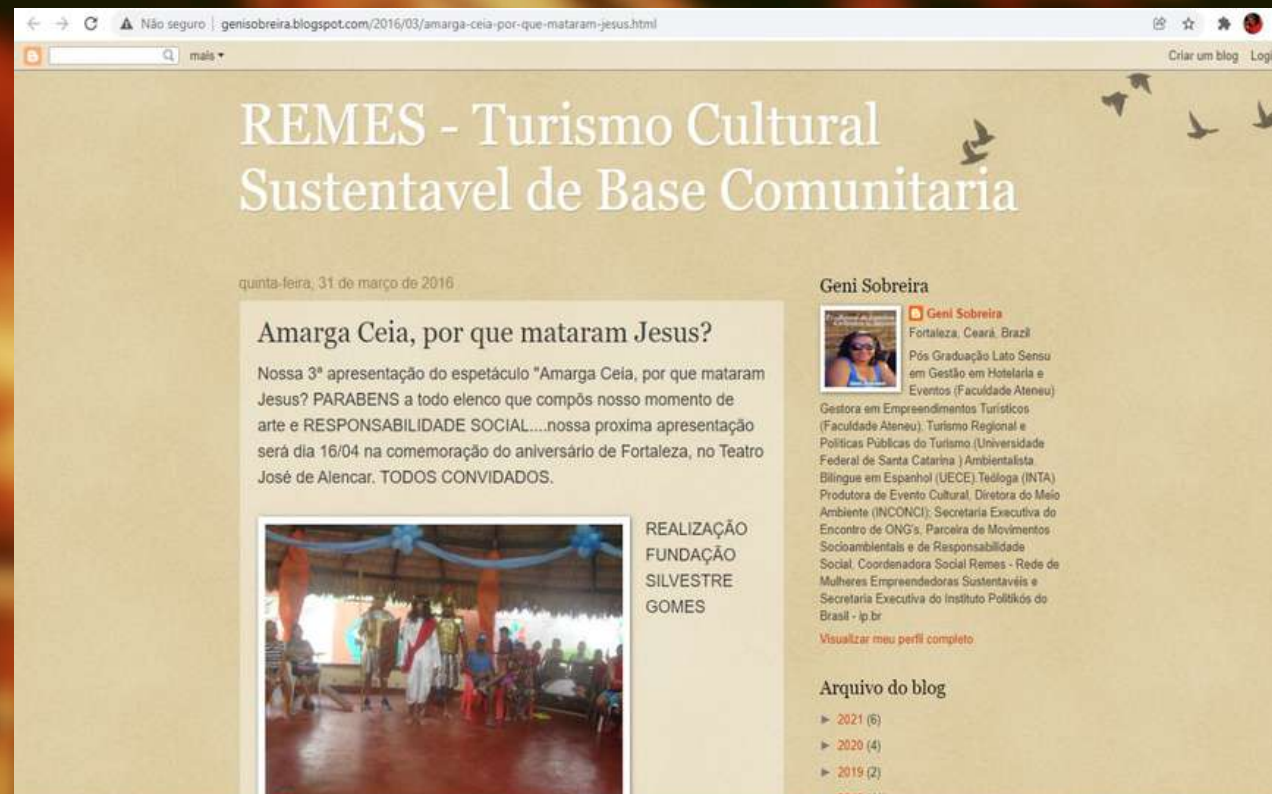 Não seguro | genisobreira.blogspot.com/2016/03/amarga-ceia-por-que-mataram-jesus.html
mais
Criar um blog Logi
REMES - Turismo Cultural
Sustentavel de Base Comunitaria
quinta-feira, 31 de março de 2016
Amarga Ceia, por que mataram Jesus?
Nossa 3ª apresentação do espetáculo "Amarga Ceia, por que mataram
Jesus? PARABENS a todo elenco que compôs nosso momento de
arte e RESPONSABILIDADE SOCIAL....nossa proxima apresentação
será dia 16/04 na comemoração do aniversário de Fortaleza, no Teatro
José de Alencar. TODOS CONVIDADOS.
REALIZAÇÃO
FUNDAÇÃO
SILVESTRE
GOMES
Geni Sobreira
Geni Sobreira
Fortaleza, Ceará, Brazil
Pós Graduação Lato Sensu
em Gestão em Hotelaria e
Eventos (Faculdade Ateneu)
Gestora em Empreendimentos Turísticos
(Faculdade Ateneu). Turismo Regional e
Políticas Públicas do Turismo.(Universidade
Federal de Santa Catarina ) Ambientalista.
Bilingue em Espanhol (UECE).Teóloga (INTA)
Produtora de Evento Cultural, Diretora do Meio
Ambiente (INCONCI); Secretaria Executiva do
Encontro de ONG's, Parceira de Movimentos
Socioambientais e de Responsabilidade
Social, Coordenadora Social Remes - Rede de
Mulheres Empreendedoras Sustentavéis e
Secretaria Executiva do Instituto Politikós do
Brasil - ip.br
Visualizar meu perfil completo
Arquivo do blog
► 2021 (6)
► 2020 (4)
► 2019 (2)